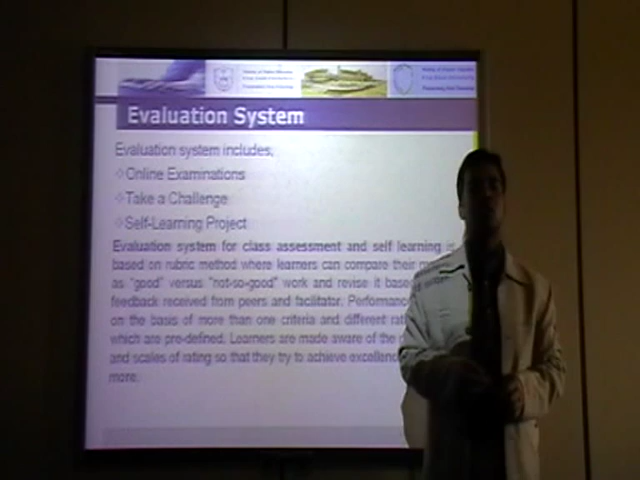 Evaluation System
Evaluation system includes;
Online Examinations
Take a Challenge
Self-Learning Project
Evaluation system for class assessment and self learning is
based on rubric method where learners can compare their
as "good" versus "not-so-good" work and revise it
feedback received from peers and facilitator. Performance
on the basis of more than one criteria and different
which are pre-defined. Learners are made aware of the
and scales of rating so that they try to achieve
more.